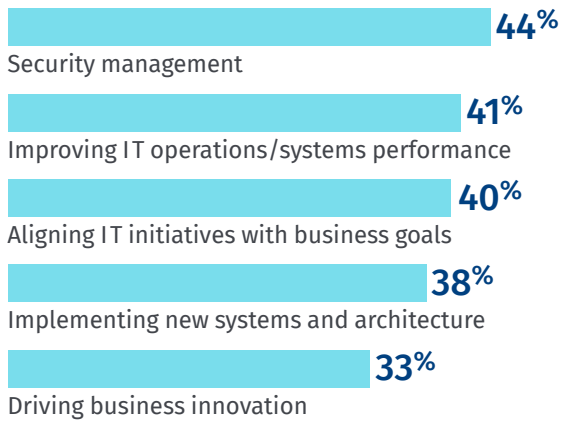 44%
Security management
41%
Improving IT operations/systems performance
40%
Aligning IT initiatives with business goals
38%
Implementing new systems and architecture
33%
Driving business innovation